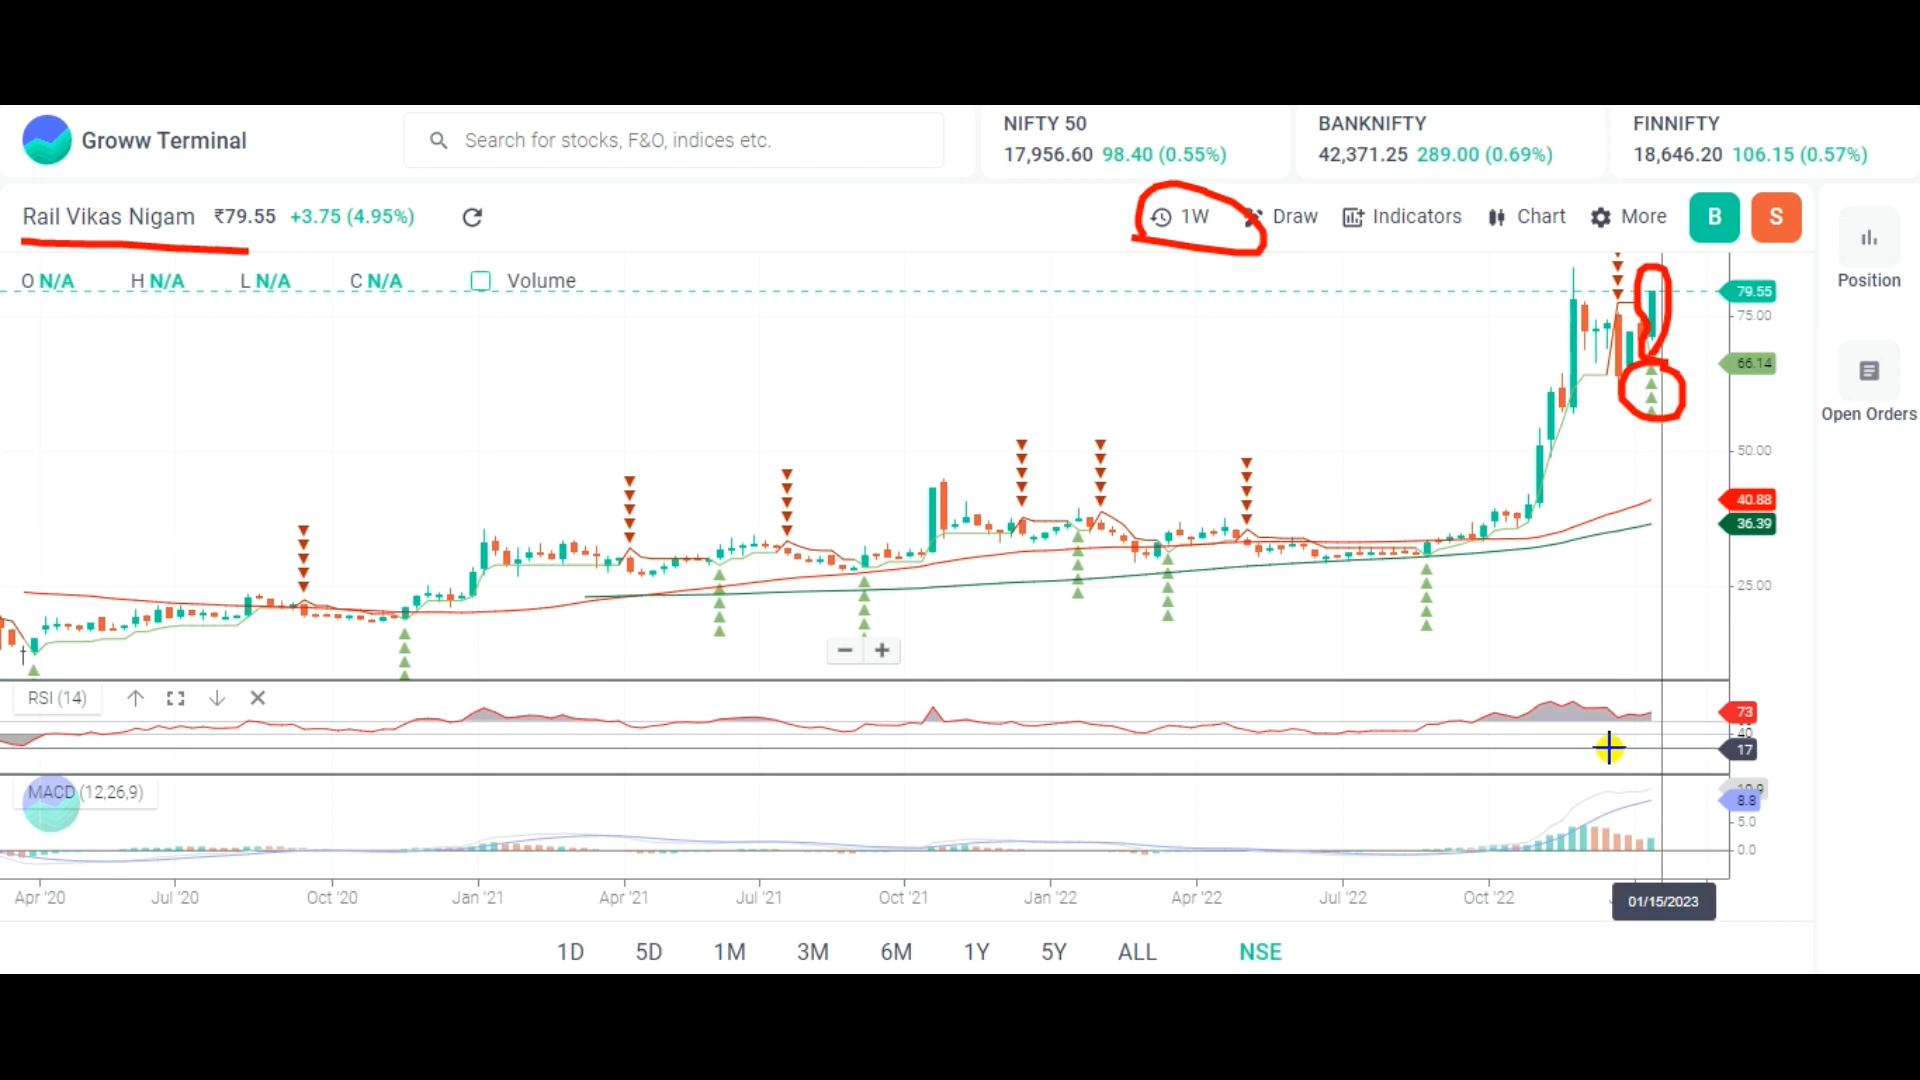 Groww Terminal
Search for stocks, F&O, indices etc.
NIFTY 50
17,956.60 98.40 (0.55%)
BANKNIFTY
42,371.25 289.00 (0.69%)
FINNIFTY
18,646.20 106.15 (0.57%)
Rail Vikas Nigam ₹79.55 +3.75 (4.95%)
1W Draw Indicators Chart More B S
Position
Open Orders
O N/A H N/A L N/A C N/A Volume
79.55
75.00
66.14
50.00
40.88
36.39
25.00
RSI (14)
73
40
17
MACD (12,26,9)
10.9
8.8
5.0
0.0
Apr '20 Jul '20 Oct '20 Jan '21 Apr '21 Jul '21 Oct '21 Jan '22 Apr '22 Jul '22 Oct '22 01/15/2023
1D 5D 1M 3M 6M 1Y 5Y ALL NSE